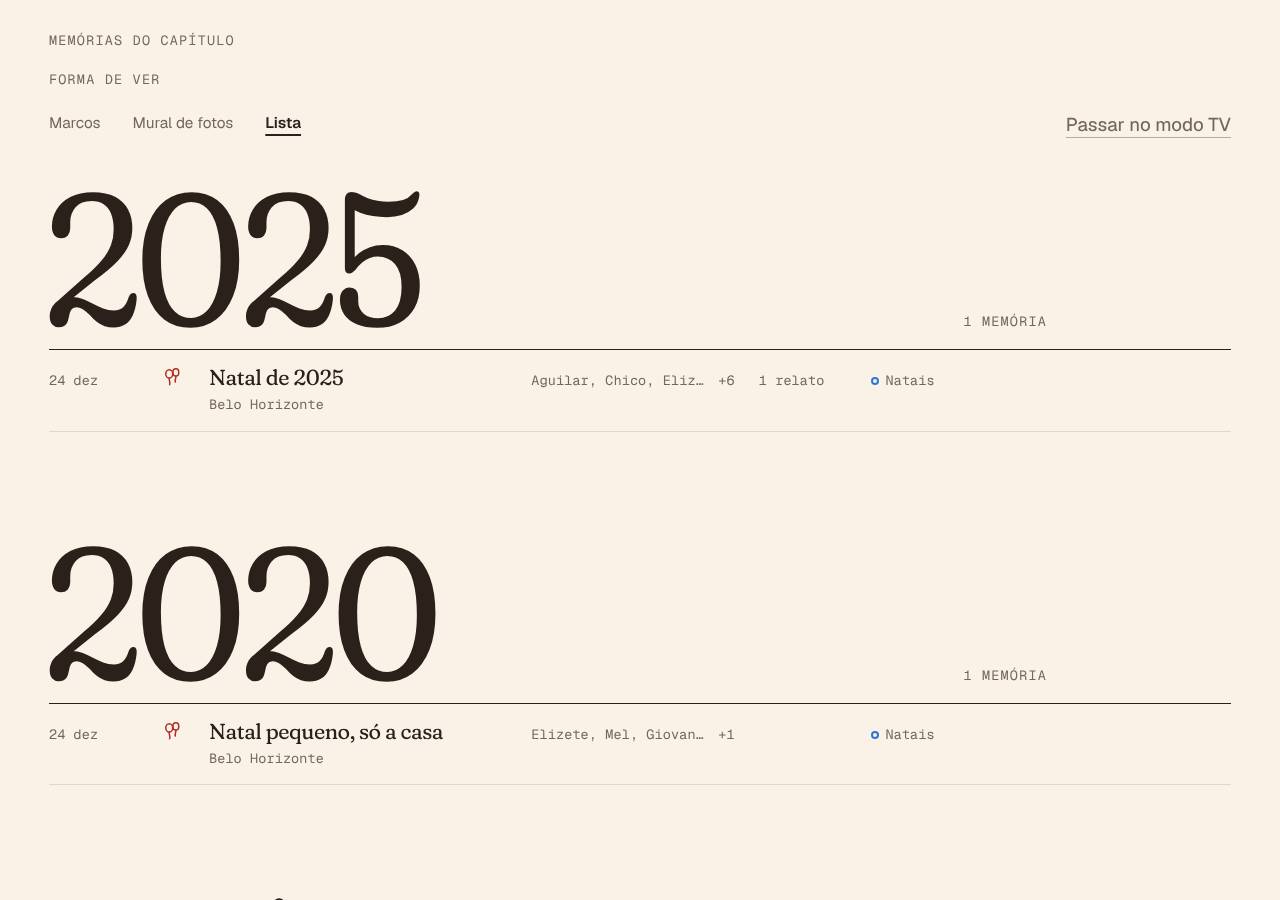 MEMÓRIAS DO CAPÍTULO
FORMA DE VER
Marcos Mural de fotos Lista Passar no modo TV
2025 1 MEMÓRIA
24 dez Natal de 2025 Aguilar, Chico, Eliz… +6 1 relato Natais
Belo Horizonte
2020 1 MEMÓRIA
24 dez Natal pequeno, só a casa Elizete, Mel, Giovan… +1 Natais
Belo Horizonte